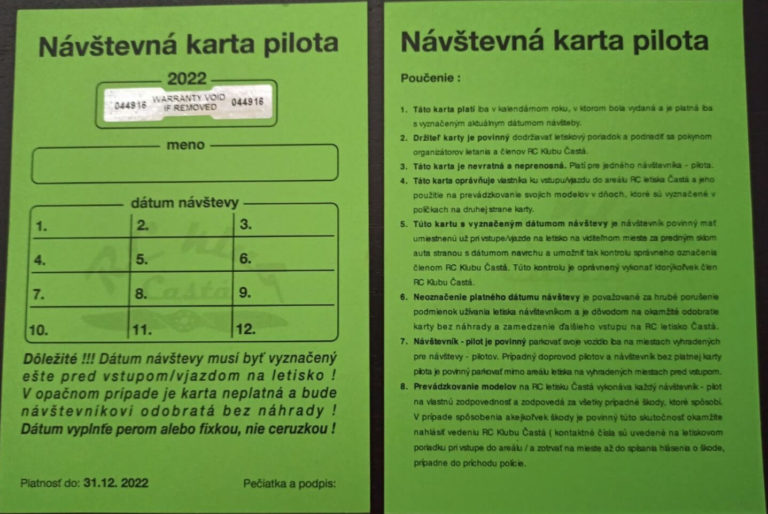 Návštevná karta pilota
2022
044916 WARRANTY VOID 044916
IF REMOVED
meno
dátum návštevy
1. 2. 3.
4. 5. 6.
7. 8. 9.
10. 11. 12.
RC Klub
Častá
Dôležité !!! Dátum návštevy musí byť vyznačený
ešte pred vstupom/vjazdom na letisko !
V opačnom prípade je karta neplatná a bude
návštevníkovi odobratá bez náhrady !
Dátum vyplňte perom alebo fixkou, nie ceruzkou !
Platnosť do: 31.12. 2022 Pečiatka a podpis:
Návštevná karta pilota
Poučenie :
1. Táto karta platí iba v kalendárnom roku, v ktorom bola vydaná a je platná iba
s vyznačeným aktuálnym dátumom návšteby.
2. Držiteľ karty je povinný dodržiavať letiskový poriadok a podriadiť sa pokynom
organizátorov lietania a členov RC Klubu Častá.
3. Táto karta je nevratná a neprenosná. Platí pre jedného návštevníka - pilota.
4. Táto karta oprávňuje vlastníka ku vstupu/vjazdu do areálu RC letiska Častá a jeho
použitie na prevádzkovanie svojich modelov v dňoch, ktoré sú vyznačené v
políčkach na druhej strane karty.
5. Túto kartu s vyznačeným dátumom návštevy je návštevník povinný mať
umiestnenú už pri vstupe/vjazde na letisko na viditeľnom mieste za predným sklom
auta stranou s dátumom navrchu a umožniť tak kontrolu správneho označenia
členom RC Klubu Častá. Túto kontrolu je oprávnený vykonať ktorýkoľvek člen
RC Klubu Častá.
6. Neoznačenie platného dátumu návštevy je považované za hrubé porušenie
podmienok užívania letiska návštevníkom a je dôvodom na okamžité odobratie
karty bez náhrady a zamedzenie ďalšieho vstupu na RC letisko Častá.
7. Návštevník - pilot je povinný parkovať svoje vozidlo iba na miestach vyhradených
pre návštevy - pilotov. Prípadný doprovod pilotov a návštevník bez platnej karty
pilota je povinný parkovať mimo areálu letiska na vyhradených miestach pred vstupom.
8. Prevádzkovanie modelov na RC letisku Častá vykonáva každý návštevník - pilot
na vlastnú zodpovednosť a zodpovedá za všetky prípadné škody, ktoré spôsobí.
V prípade spôsobenia akejkoľvek škody je povinný túto skutočnosť okamžite
nahlásiť vedeniu RC Klubu Častá ( kontaktné čísla sú uvedené na letiskovom
poriadku pri vstupe do areálu / a zotrvať na mieste až do spísania hlásenia o škode,
prípadne do príchodu polície.